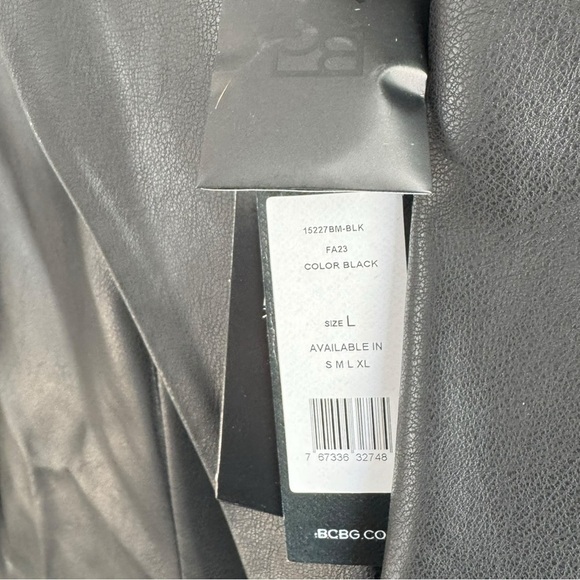 15227BM-BLK
FA23
COLOR BLACK
SIZE L
AVAILABLE IN
S M L XL
7 67336 32748
BCBG.CO